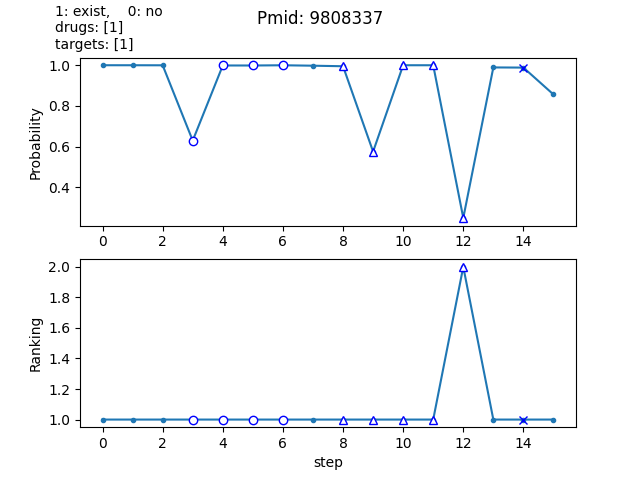 1: exist,    0: no
drugs: [1]
targets: [1]
Pmid: 9808337
Probability
1.0
0.8
0.6
0.4
0 2 4 6 8 10 12 14
Ranking
2.0
1.8
1.6
1.4
1.2
1.0
0 2 4 6 8 10 12 14
step